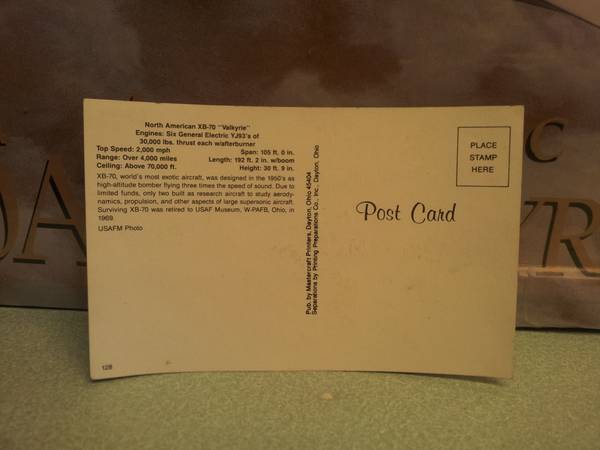 North American XB-70 "Valkyrie"
Engines: Six General Electric YJ93's of
30,000 lbs. thrust each w/afterburner
Top Speed: 2,000 mph Span: 105 ft. 0 in.
Range: Over 4,000 miles Length: 192 ft. 2 in. w/boom
Ceiling: Above 70,000 ft. Height: 30 ft. 9 in.
XB-70, world's most exotic aircraft, was designed in the 1950's as
high-altitude bomber flying three times the speed of sound. Due to
limited funds, only two built as research aircraft to study aerody-
namics, propulsion, and other aspects of large supersonic aircraft.
Surviving XB-70 was retired to USAF Museum, W-PAFB, Ohio, in
1969.
USAFM Photo
128
Pub. by Mastercraft Printers, Dayton, Ohio 45404
Separations by Printing Preparations Co., Inc., Dayton, Ohio
Post Card
PLACE
STAMP
HERE